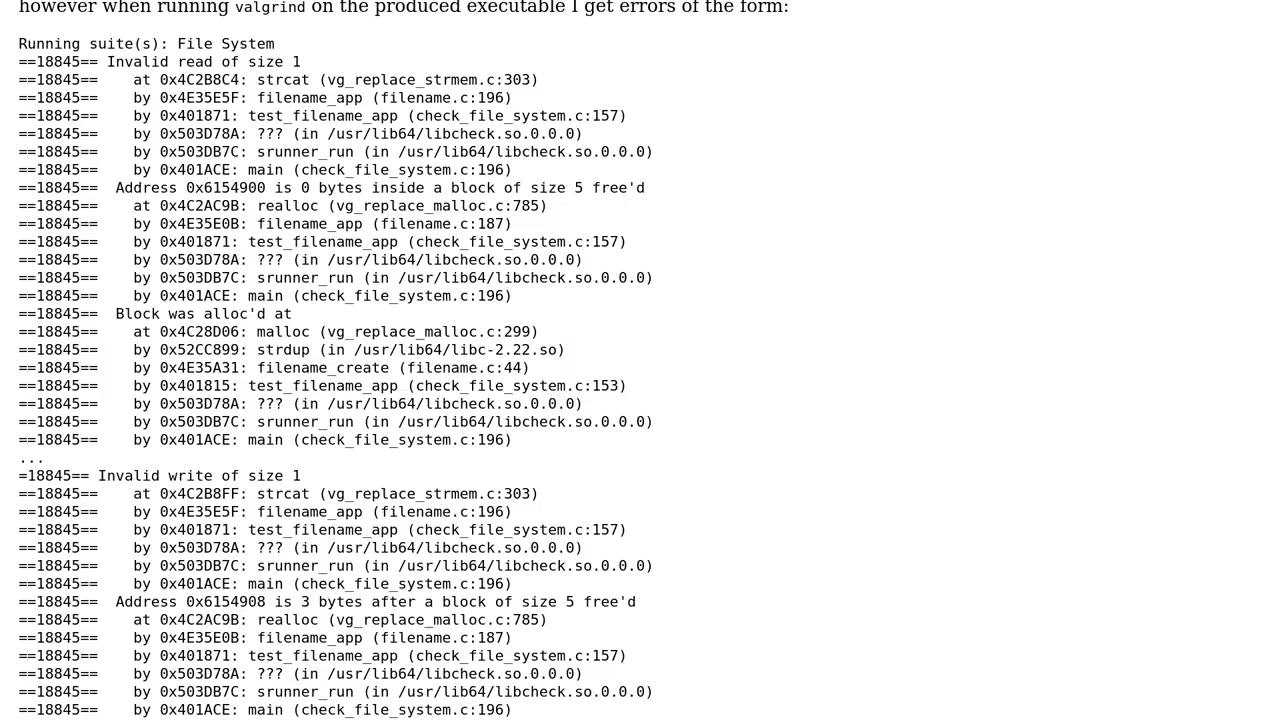 however when running valgrind on the produced executable I get errors of the form:
Running suite(s): File System
==18845== Invalid read of size 1
==18845==    at 0x4C2B8C4: strcat (vg_replace_strmem.c:303)
==18845==    by 0x4E35E5F: filename_app (filename.c:196)
==18845==    by 0x401871: test_filename_app (check_file_system.c:157)
==18845==    by 0x503D78A: ??? (in /usr/lib64/libcheck.so.0.0.0)
==18845==    by 0x503DB7C: srunner_run (in /usr/lib64/libcheck.so.0.0.0)
==18845==    by 0x401ACE: main (check_file_system.c:196)
==18845==  Address 0x6154900 is 0 bytes inside a block of size 5 free'd
==18845==    at 0x4C2AC9B: realloc (vg_replace_malloc.c:785)
==18845==    by 0x4E35E0B: filename_app (filename.c:187)
==18845==    by 0x401871: test_filename_app (check_file_system.c:157)
==18845==    by 0x503D78A: ??? (in /usr/lib64/libcheck.so.0.0.0)
==18845==    by 0x503DB7C: srunner_run (in /usr/lib64/libcheck.so.0.0.0)
==18845==    by 0x401ACE: main (check_file_system.c:196)
==18845==  Block was alloc'd at
==18845==    at 0x4C28D06: malloc (vg_replace_malloc.c:299)
==18845==    by 0x52CC899: strdup (in /usr/lib64/libc-2.22.so)
==18845==    by 0x4E35A31: filename_create (filename.c:44)
==18845==    by 0x401815: test_filename_app (check_file_system.c:153)
==18845==    by 0x503D78A: ??? (in /usr/lib64/libcheck.so.0.0.0)
==18845==    by 0x503DB7C: srunner_run (in /usr/lib64/libcheck.so.0.0.0)
==18845==    by 0x401ACE: main (check_file_system.c:196)
...
=18845== Invalid write of size 1
==18845==    at 0x4C2B8FF: strcat (vg_replace_strmem.c:303)
==18845==    by 0x4E35E5F: filename_app (filename.c:196)
==18845==    by 0x401871: test_filename_app (check_file_system.c:157)
==18845==    by 0x503D78A: ??? (in /usr/lib64/libcheck.so.0.0.0)
==18845==    by 0x503DB7C: srunner_run (in /usr/lib64/libcheck.so.0.0.0)
==18845==    by 0x401ACE: main (check_file_system.c:196)
==18845==  Address 0x6154908 is 3 bytes after a block of size 5 free'd
==18845==    at 0x4C2AC9B: realloc (vg_replace_malloc.c:785)
==18845==    by 0x4E35E0B: filename_app (filename.c:187)
==18845==    by 0x401871: test_filename_app (check_file_system.c:157)
==18845==    by 0x503D78A: ??? (in /usr/lib64/libcheck.so.0.0.0)
==18845==    by 0x503DB7C: srunner_run (in /usr/lib64/libcheck.so.0.0.0)
==18845==    by 0x401ACE: main (check_file_system.c:196)